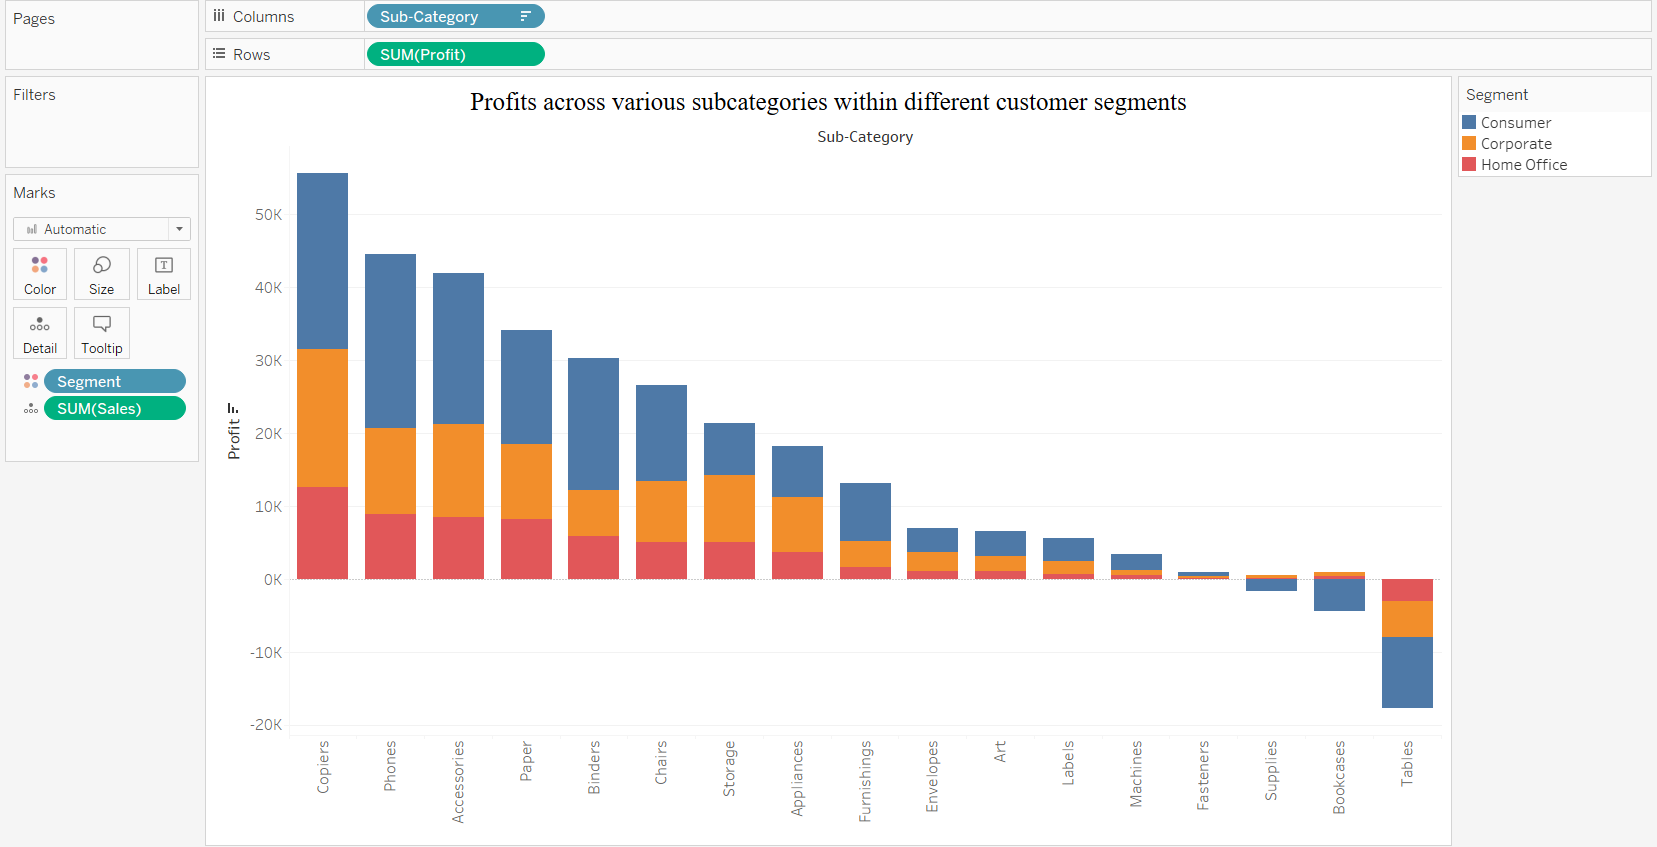 Pages
Columns
Sub-Category
Rows
SUM(Profit)
Filters
Marks
Automatic
Color
Size
T
Label
Detail
Tooltip
Segment
SUM(Sales)
Profits across various subcategories within different customer segments
Sub-Category
Profit
50K
40K
30K
20K
10K
0K
-10K
-20K
Copiers
Phones
Accessories
Paper
Binders
Chairs
Storage
Appliances
Furnishings
Envelopes
Art
Labels
Machines
Fasteners
Supplies
Bookcases
Tables
Segment
Consumer
Corporate
Home Office